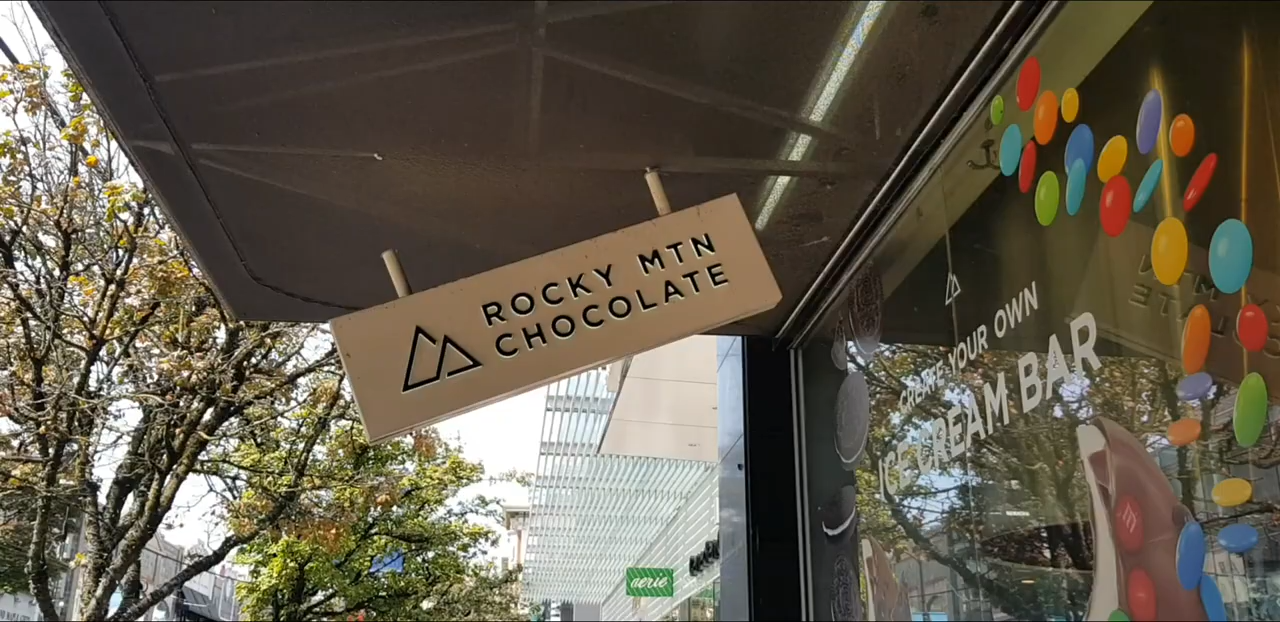 ROCKY MTN
CHOCOLATE
CREATE YOUR OWN
ICE CREAM BAR
aerie